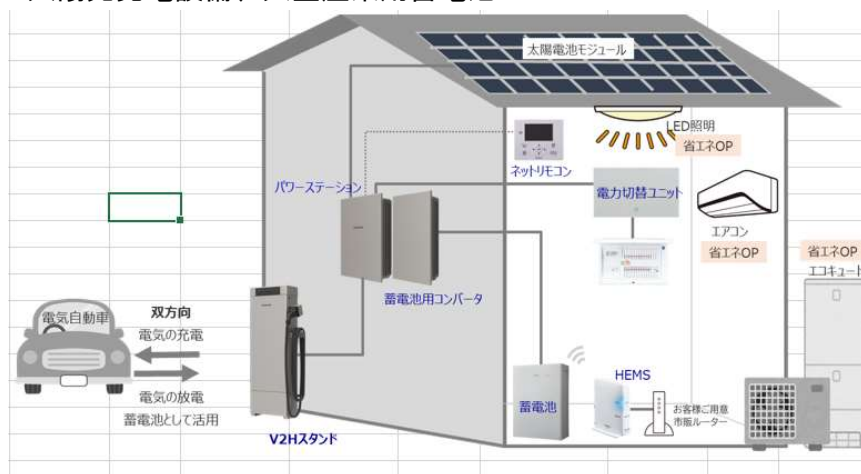 太陽電池モジュール
LED照明
省エネOP
ネットリモコン
パワーステーション
電力切替ユニット
エアコン
省エネOP
省エネOP
エコキュート
蓄電池用コンバータ
電気自動車
双方向
電気の充電
電気の放電
蓄電池として活用
V2Hスタンド
蓄電池
HEMS
お客様ご用意
市販ルーター